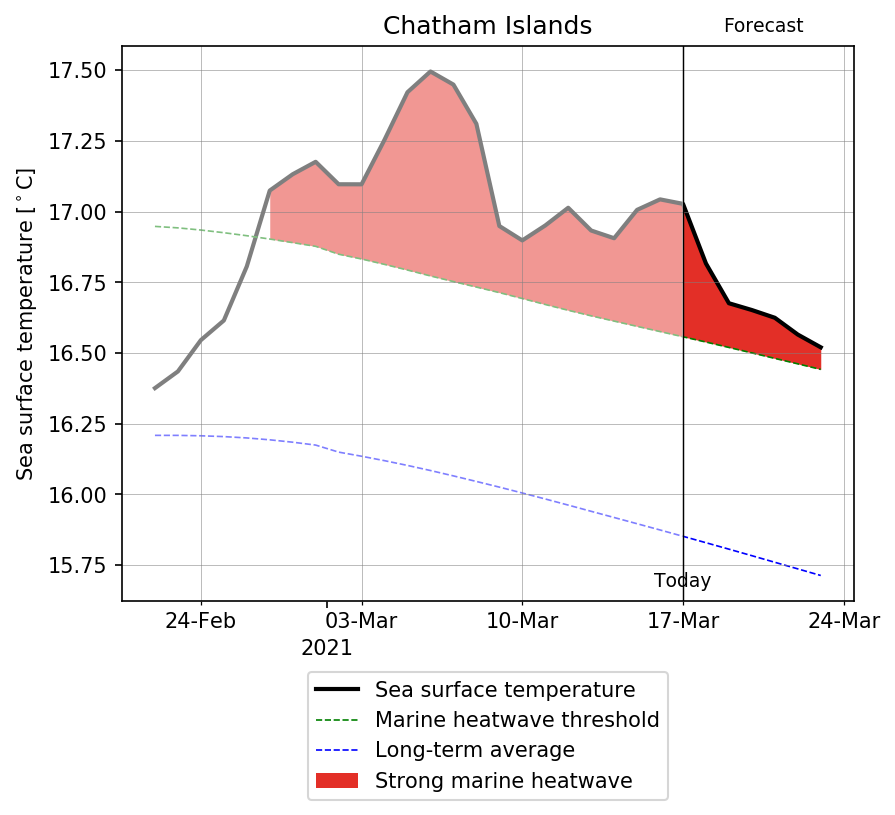 Chatham Islands
Forecast
Sea surface temperature [°C]
17.50
17.25
17.00
16.75
16.50
16.25
16.00
15.75
Today
24-Feb
03-Mar
10-Mar
17-Mar
24-Mar
2021
Sea surface temperature
Marine heatwave threshold
Long-term average
Strong marine heatwave